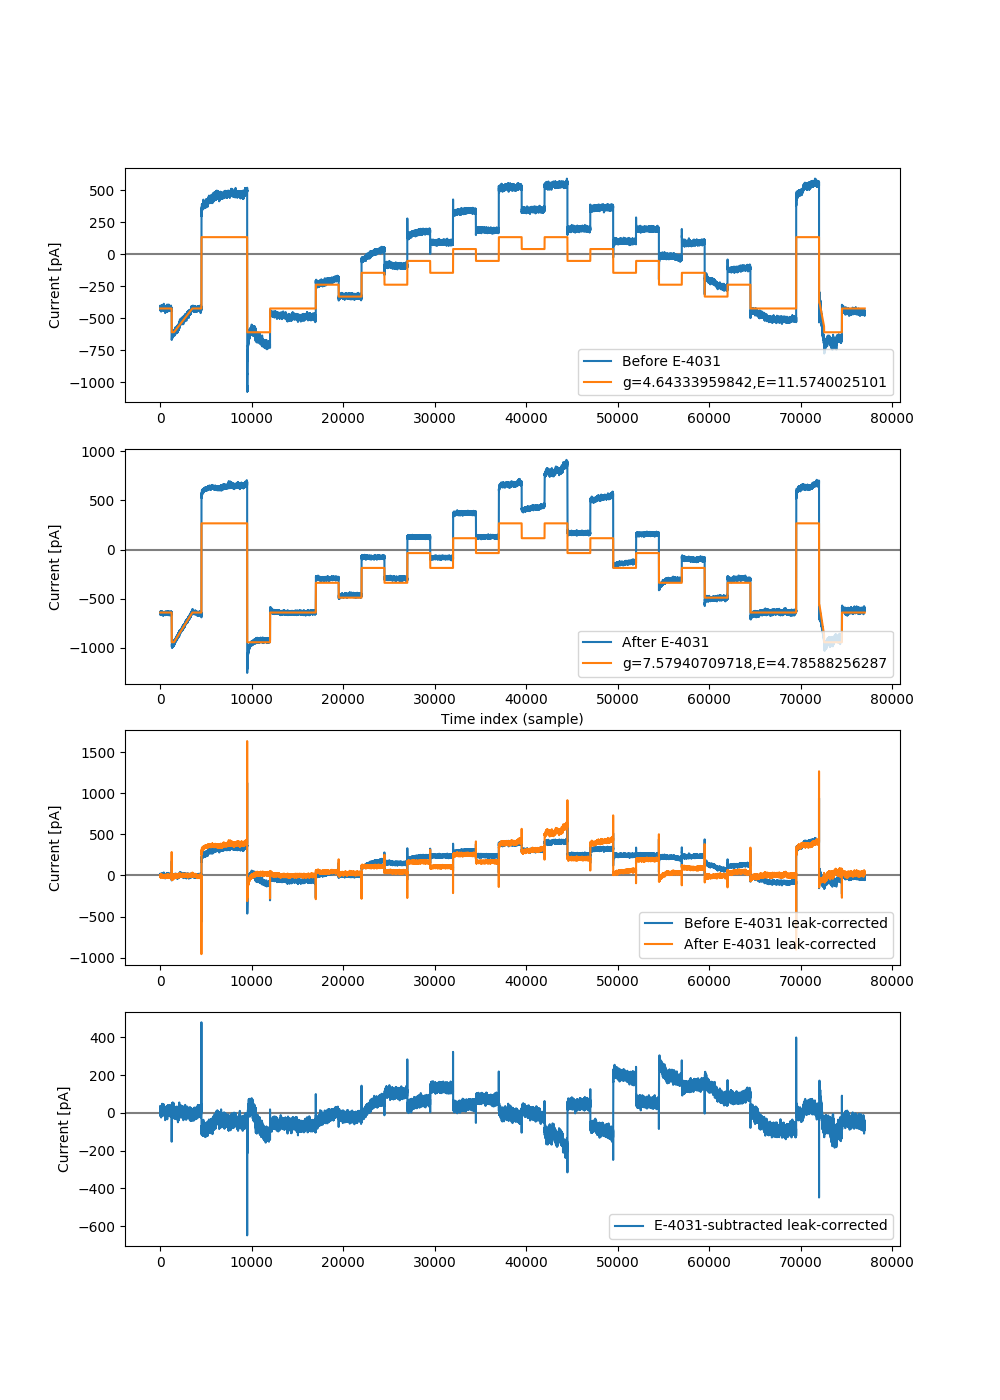 500
250
0
−250
−500
−750
−1000
Current [pA]
Before E-4031
g=4.64333959842,E=11.5740025101
0 10000 20000 30000 40000 50000 60000 70000 80000
1000
500
0
−500
−1000
Current [pA]
After E-4031
g=7.57940709718,E=4.78588256287
0 10000 20000 30000 40000 50000 60000 70000 80000
Time index (sample)
1500
1000
500
0
−500
−1000
Current [pA]
Before E-4031 leak-corrected
After E-4031 leak-corrected
0 10000 20000 30000 40000 50000 60000 70000 80000
400
200
0
−200
−400
−600
Current [pA]
E-4031-subtracted leak-corrected
0 10000 20000 30000 40000 50000 60000 70000 80000